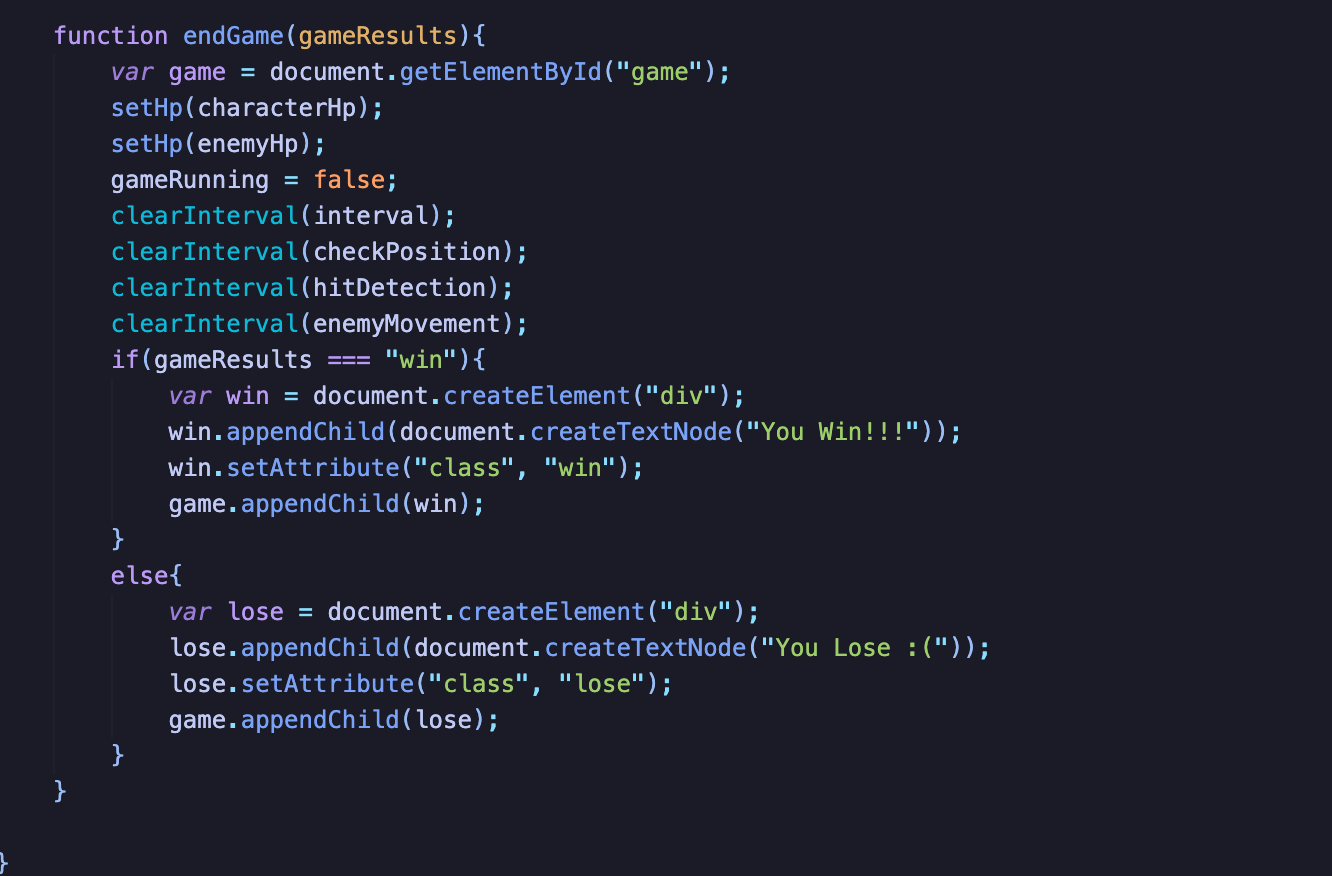 function endGame(gameResults){
    var game = document.getElementById("game");
    setHp(characterHp);
    setHp(enemyHp);
    gameRunning = false;
    clearInterval(interval);
    clearInterval(checkPosition);
    clearInterval(hitDetection);
    clearInterval(enemyMovement);
    if(gameResults === "win"){
        var win = document.createElement("div");
        win.appendChild(document.createTextNode("You Win!!!"));
        win.setAttribute("class", "win");
        game.appendChild(win);
    }
    else{
        var lose = document.createElement("div");
        lose.appendChild(document.createTextNode("You Lose :("));
        lose.setAttribute("class", "lose");
        game.appendChild(lose);
    }
}
}